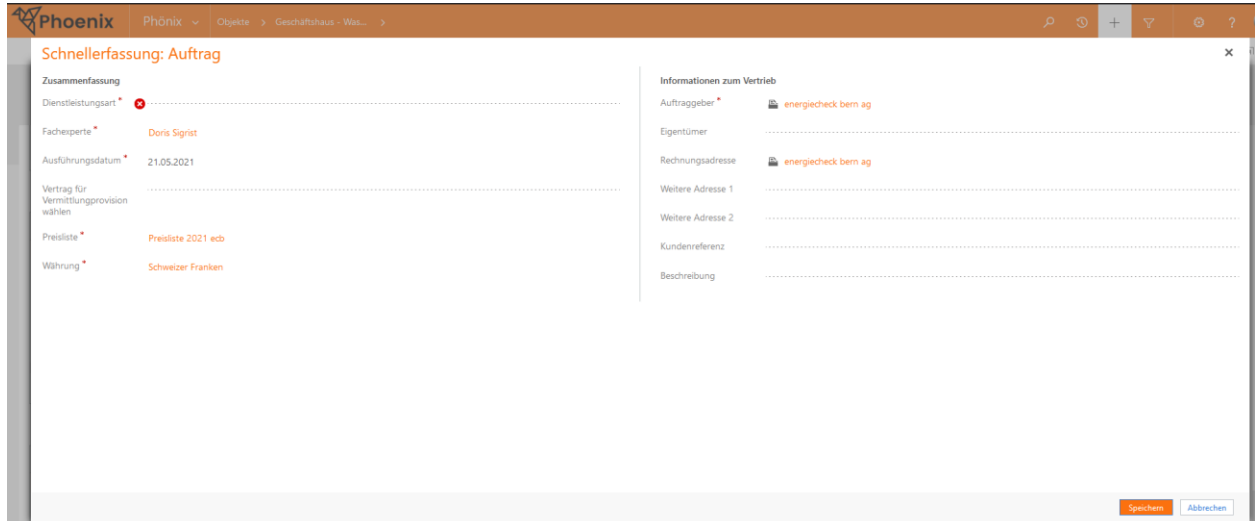 Phoenix Phönix Objekte > Geschäftshaus - Was... > + ?
Schnellerfassung: Auftrag ×
Zusammenfassung
Dienstleistungsart *
Fachexperte * Doris Sigrist
Ausführungsdatum * 21.05.2021
Vertrag für
Vermittlungprovision
wählen
Preisliste * Preisliste 2021 ecb
Währung * Schweizer Franken
Informationen zum Vertrieb
Auftraggeber * energiecheck bern ag
Eigentümer
Rechnungsadresse energiecheck bern ag
Weitere Adresse 1
Weitere Adresse 2
Kundenreferenz
Beschreibung
Speichern Abbrechen